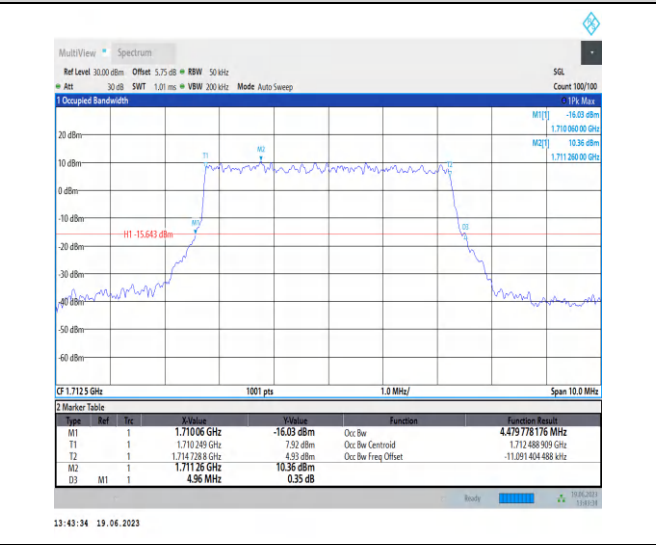 MultiView Spectrum
Ref Level 30.00 dBm Offset 5.75 dB RBW 50 kHz SGL
Att 30 dB SWT 1.01 ms VBW 200 kHz Mode Auto Sweep Count 100/100
1 Occupied Bandwidth 1Pk Max
M1[1] -16.03 dBm
1.710 060 00 GHz
M2[1] 10.36 dBm
1.711 260 00 GHz
20 dBm
M2
T1
T2
10 dBm
0 dBm
-10 dBm
M1
D3
H1 -15.643 dBm
-20 dBm
-30 dBm
-40 dBm
-50 dBm
-60 dBm
CF 1.712 5 GHz 1001 pts 1.0 MHz/ Span 10.0 MHz
2 Marker Table
Type Ref Trc X-Value Y-Value Function Function Result
M1 1 1.710 06 GHz -16.03 dBm Occ Bw 4.479 778 176 MHz
T1 1 1.710 249 GHz 7.92 dBm Occ Bw Centroid 1.712 488 909 GHz
T2 1 1.714 728 8 GHz 4.93 dBm Occ Bw Freq Offset -11.091 404 488 kHz
M2 1 1.711 26 GHz 10.36 dBm
D3 M1 1 4.96 MHz 0.35 dB
Ready 19.06.2023
13:43:34
13:43:34 19.06.2023